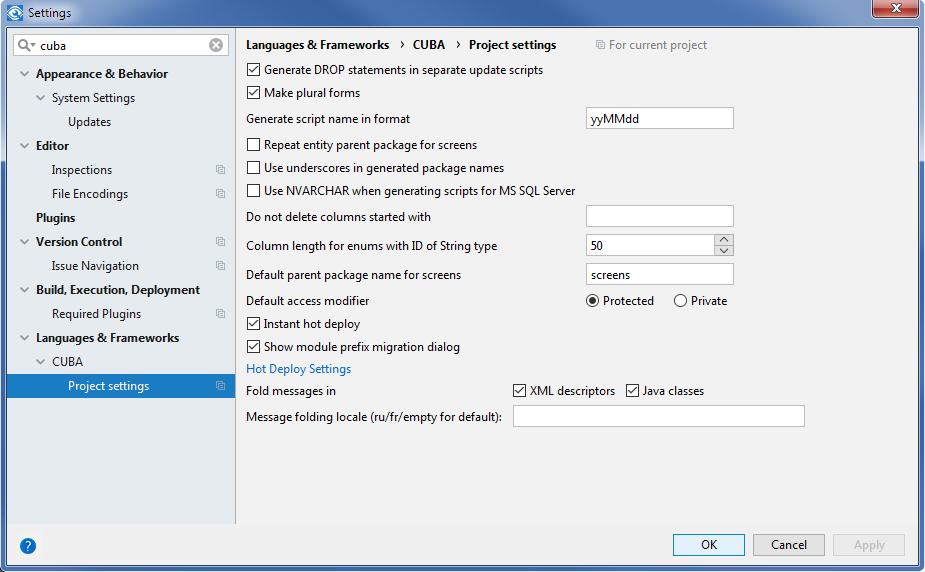 Settings
cuba
Appearance & Behavior
System Settings
Updates
Editor
Inspections
File Encodings
Plugins
Version Control
Issue Navigation
Build, Execution, Deployment
Required Plugins
Languages & Frameworks
CUBA
Project settings
Languages & Frameworks › CUBA › Project settings For current project
Generate DROP statements in separate update scripts
Make plural forms
Generate script name in format yyMMdd
Repeat entity parent package for screens
Use underscores in generated package names
Use NVARCHAR when generating scripts for MS SQL Server
Do not delete columns started with
Column length for enums with ID of String type 50
Default parent package name for screens screens
Default access modifier Protected Private
Instant hot deploy
Show module prefix migration dialog
Hot Deploy Settings
Fold messages in XML descriptors Java classes
Message folding locale (ru/fr/empty for default):
? OK Cancel Apply